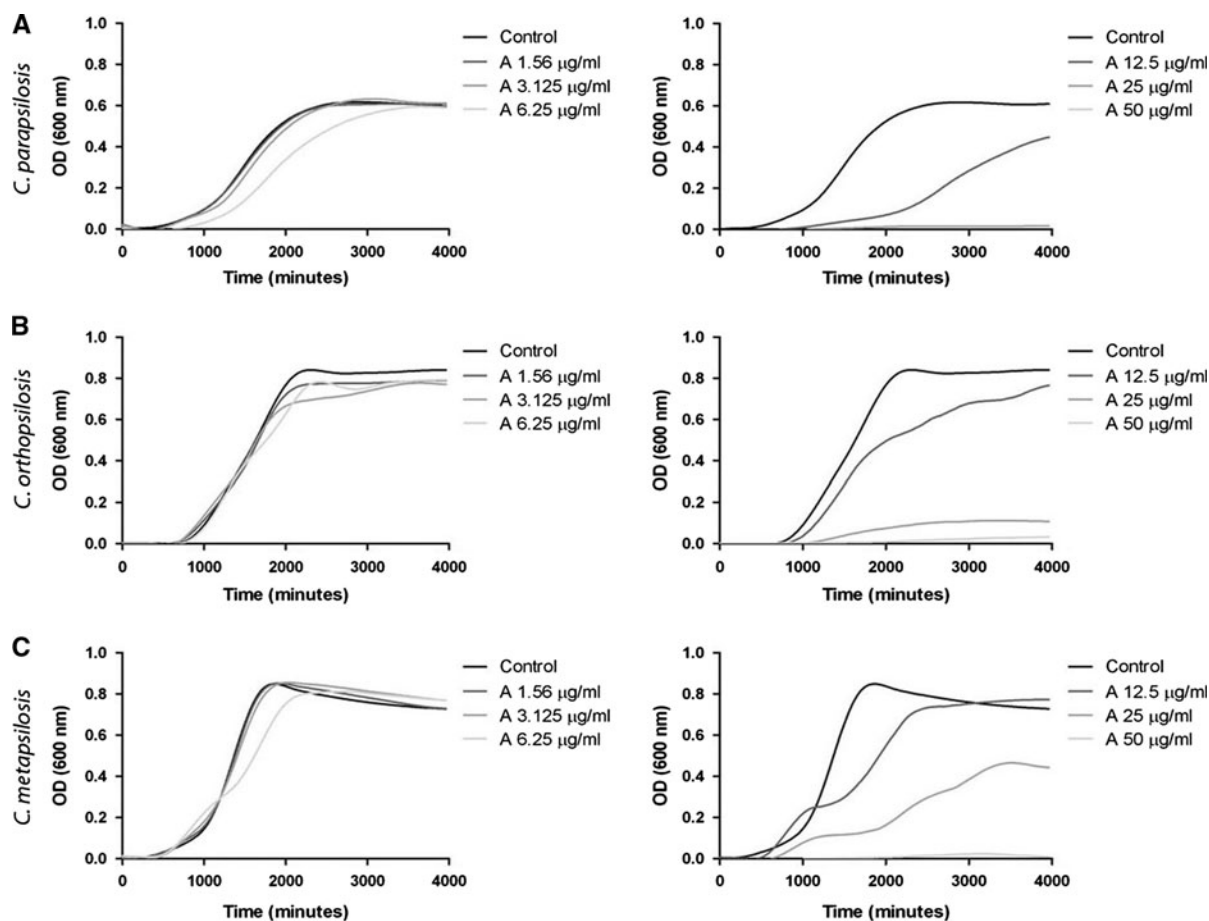 A
C. parapsilosis
OD (600 nm)
1.0
0.8
0.6
0.4
0.2
0.0
0 1000 2000 3000 4000
Time (minutes)
Control
A 1.56 µg/ml
A 3.125 µg/ml
A 6.25 µg/ml
OD (600 nm)
1.0
0.8
0.6
0.4
0.2
0.0
0 1000 2000 3000 4000
Time (minutes)
Control
A 12.5 µg/ml
A 25 µg/ml
A 50 µg/ml
B
C. orthopsilosis
OD (600 nm)
1.0
0.8
0.6
0.4
0.2
0.0
0 1000 2000 3000 4000
Time (minutes)
Control
A 1.56 µg/ml
A 3.125 µg/ml
A 6.25 µg/ml
OD (600 nm)
1.0
0.8
0.6
0.4
0.2
0.0
0 1000 2000 3000 4000
Time (minutes)
Control
A 12.5 µg/ml
A 25 µg/ml
A 50 µg/ml
C
C. metapsilosis
OD (600 nm)
1.0
0.8
0.6
0.4
0.2
0.0
0 1000 2000 3000 4000
Time (minutes)
Control
A 1.56 µg/ml
A 3.125 µg/ml
A 6.25 µg/ml
OD (600 nm)
1.0
0.8
0.6
0.4
0.2
0.0
0 1000 2000 3000 4000
Time (minutes)
Control
A 12.5 µg/ml
A 25 µg/ml
A 50 µg/ml